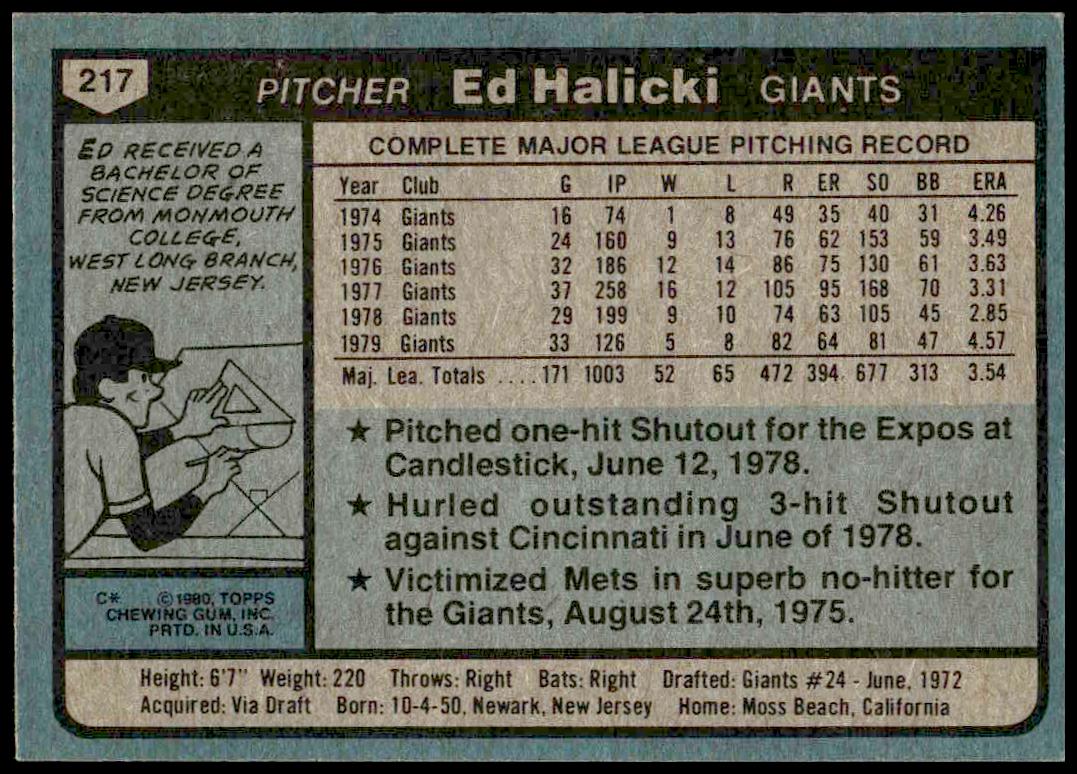 217 PITCHER Ed Halicki GIANTS
ED RECEIVED A
BACHELOR OF
SCIENCE DEGREE
FROM MONMOUTH
COLLEGE,
WEST LONG BRANCH,
NEW JERSEY.
C* ©1980, TOPPS
CHEWING GUM, INC.
PRTD. IN U.S.A.
COMPLETE MAJOR LEAGUE PITCHING RECORD
Year Club G IP W L R ER SO BB ERA
1974 Giants 16 74 1 8 49 35 40 31 4.26
1975 Giants 24 160 9 13 76 62 153 59 3.49
1976 Giants 32 186 12 14 86 75 130 61 3.63
1977 Giants 37 258 16 12 105 95 168 70 3.31
1978 Giants 29 199 9 10 74 63 105 45 2.85
1979 Giants 33 126 5 8 82 64 81 47 4.57
Maj. Lea. Totals ....171 1003 52 65 472 394 677 313 3.54
★ Pitched one-hit Shutout for the Expos at
Candlestick, June 12, 1978.
★ Hurled outstanding 3-hit Shutout
against Cincinnati in June of 1978.
★ Victimized Mets in superb no-hitter for
the Giants, August 24th, 1975.
Height: 6'7" Weight: 220 Throws: Right Bats: Right Drafted: Giants #24 - June, 1972
Acquired: Via Draft Born: 10-4-50, Newark, New Jersey Home: Moss Beach, California